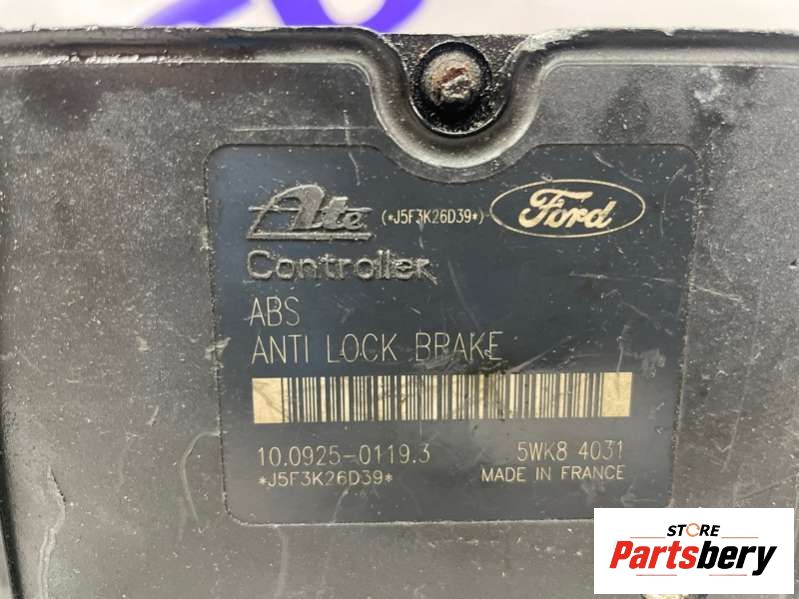 Ate (*J5F3K26D39*) Ford
Controller
ABS
ANTI LOCK BRAKE
10.0925-0119.3 5WK8 4031
*J5F3K26D39* MADE IN FRANCE
STORE
Partsbery